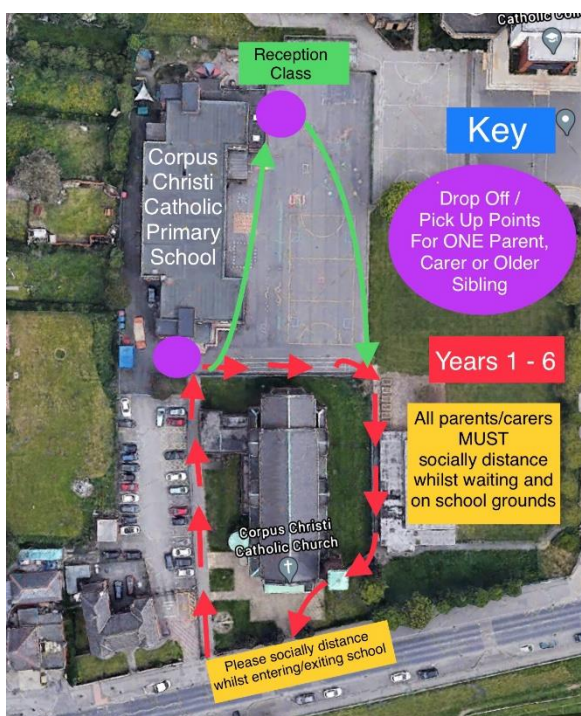 Catholic Coll
Reception
Class
Key
Corpus
Christi
Catholic
Primary
School
Drop Off /
Pick Up Points
For ONE Parent,
Carer or Older
Sibling
Years 1 - 6
All parents/carers
MUST
socially distance
whilst waiting and
on school grounds
Corpus Christi
Catholic Church
Please socially distance
whilst entering/exiting school